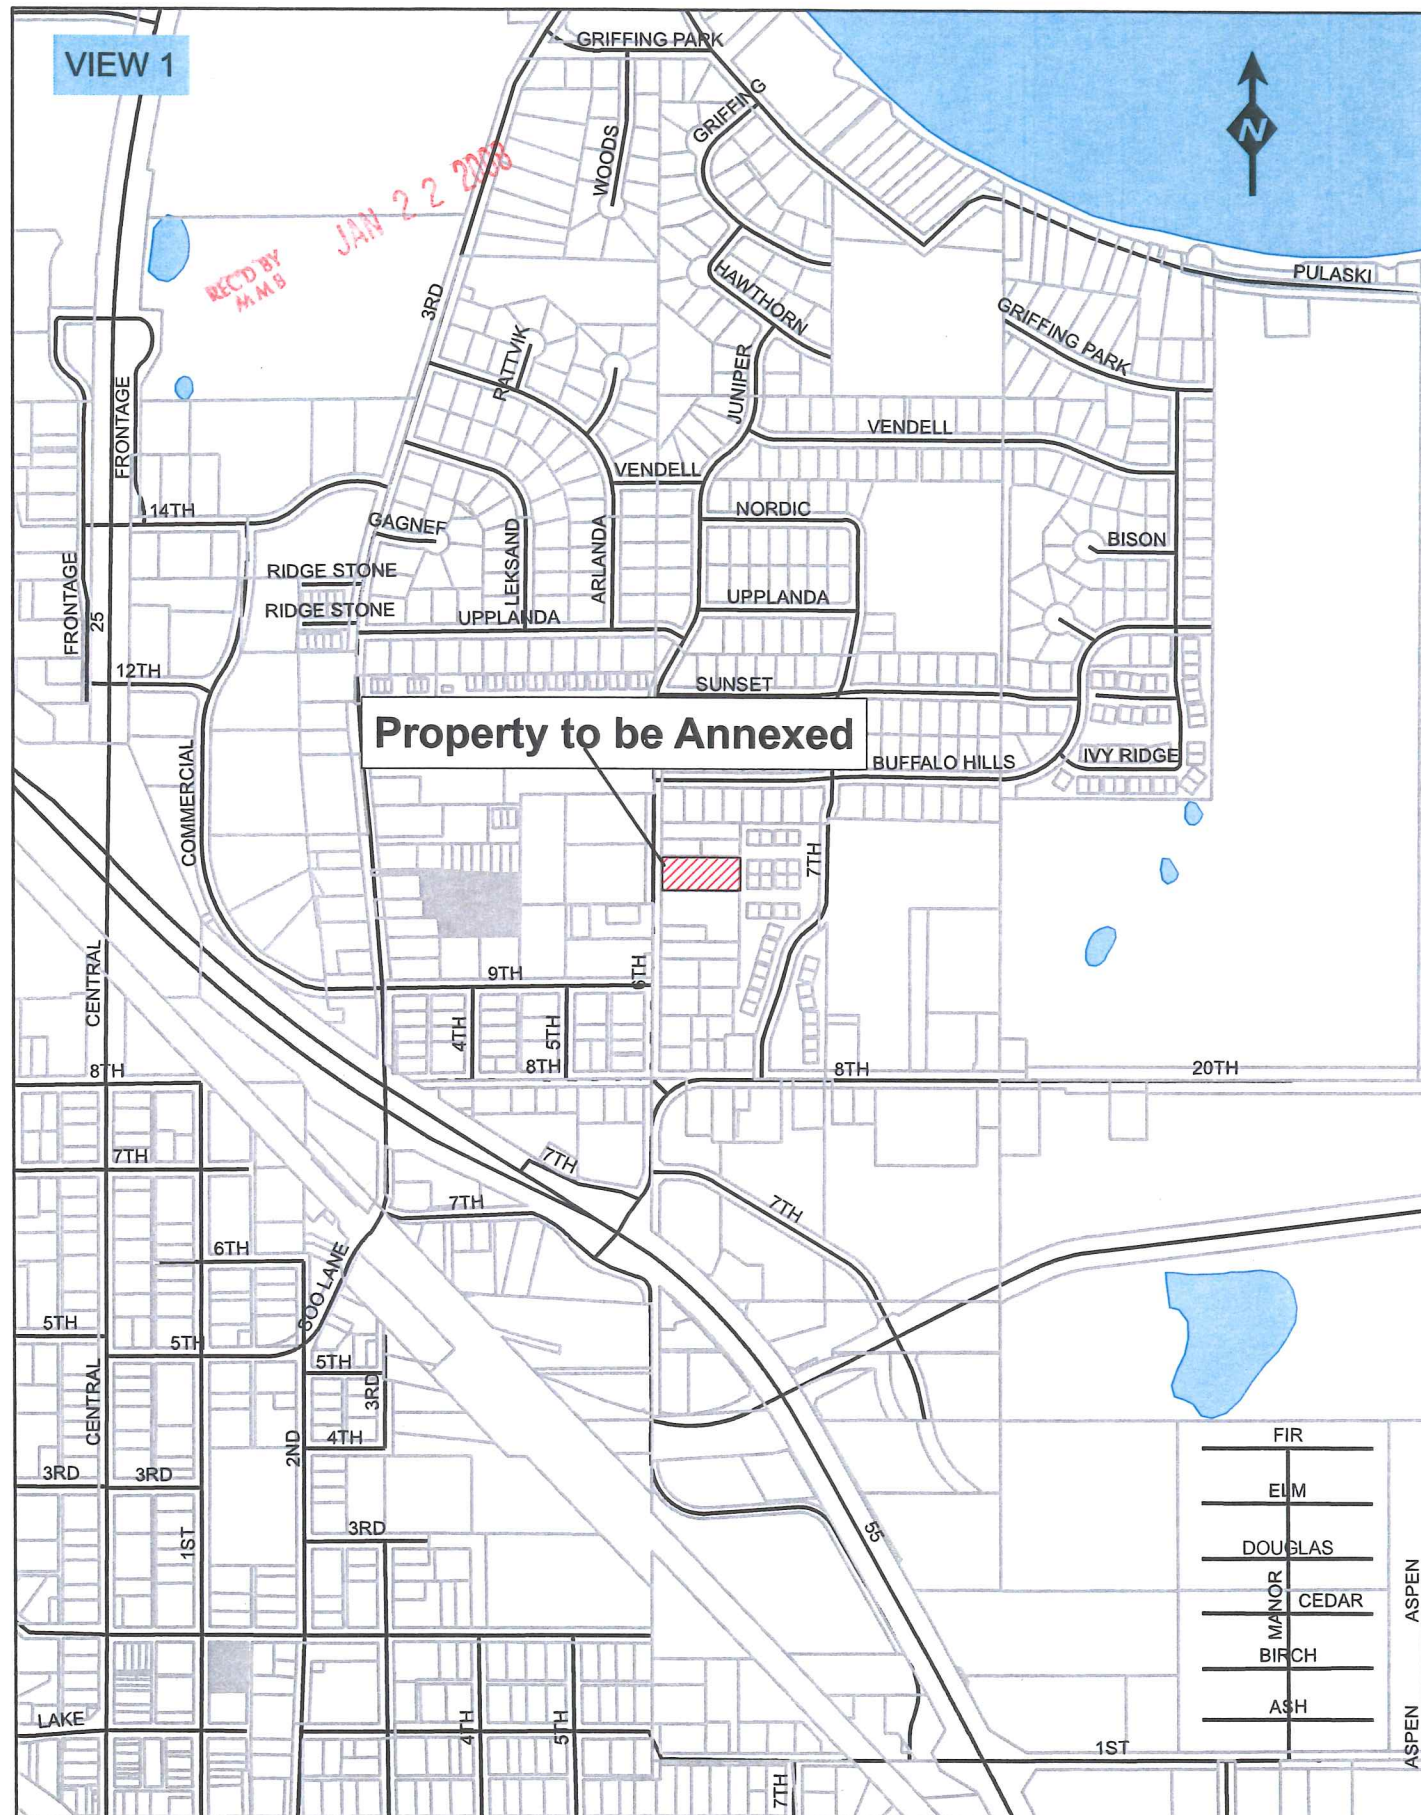 VIEW 1
GRIFFING PARK
N
WOODS
GRIFFING
JAN 22 2008
REC'D BY
MMB
3RD
HAWTHORN
PULASKI
GRIFFING PARK
RATTVIK
JUNIPER
FRONTAGE
VENDELL
VENDELL
14TH
GAGNEF
NORDIC
LEKSAND
ARLANDA
BISON
FRONTAGE
25
RIDGE STONE
RIDGE STONE
UPPLANDA
UPPLANDA
12TH
SUNSET
Property to be Annexed
COMMERCIAL
BUFFALO HILLS
IVY RIDGE
7TH
CENTRAL
9TH
6TH
4TH
5TH
8TH
8TH
8TH
20TH
7TH
7TH
7TH
7TH
6TH
SOO LANE
5TH
5TH
5TH
3RD
CENTRAL
2ND
4TH
FIR
3RD
3RD
ELM
1ST
3RD
55
DOUGLAS
MANOR
CEDAR
ASPEN
BIRCH
LAKE
4TH
5TH
ASH
ASPEN
1ST
7TH